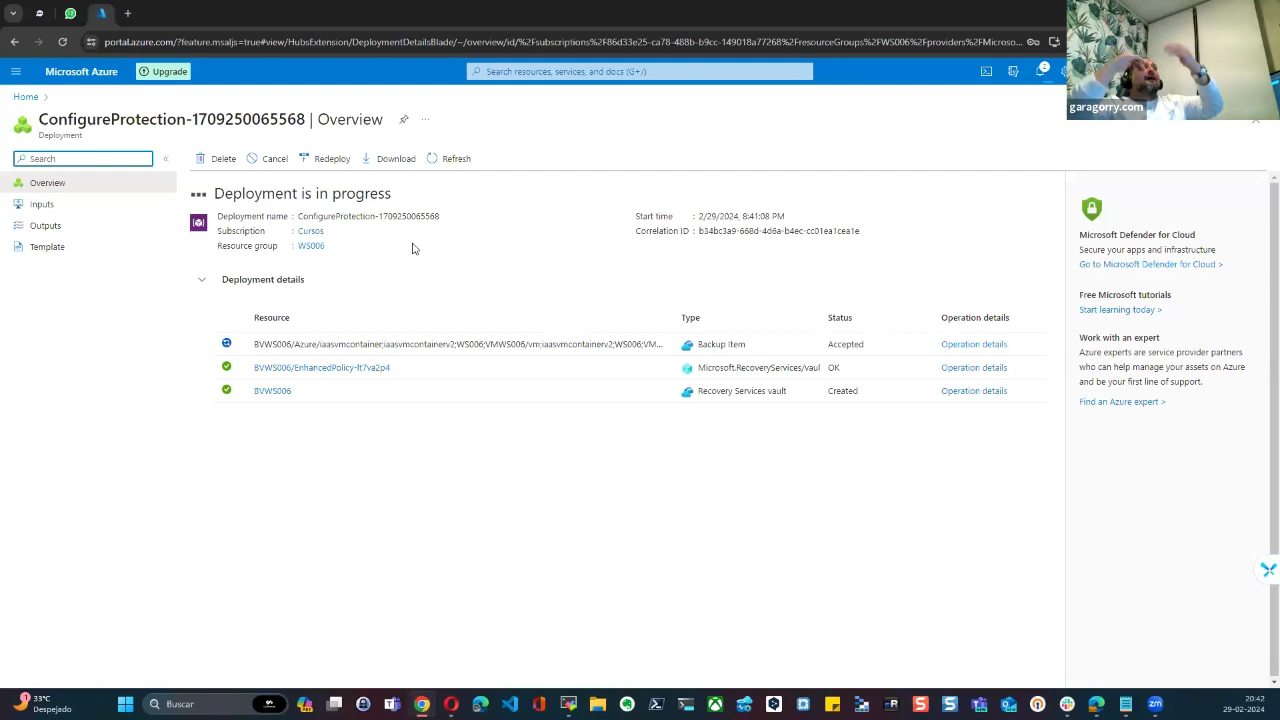 portal.azure.com/?feature.msaljs=true#view/HubsExtension/DeploymentDetailsBlade/~/overview/id/%2Fsubscriptions%2F86d33e25-ca78-488b-b9cc-149018a77268%2FresourceGroups%2FWS006%2Fproviders%2FMicroso...
Microsoft Azure
Upgrade
Search resources, services, and docs (G+/)
2
garagorry.com
Home
ConfigureProtection-1709250065568 | Overview
Deployment
Search
Delete
Cancel
Redeploy
Download
Refresh
Overview
Inputs
Outputs
Template
Deployment is in progress
Deployment name : ConfigureProtection-1709250065568
Subscription : Cursos
Resource group : WS006
Start time : 2/29/2024, 8:41:08 PM
Correlation ID : b34bc3a9-668d-4d6a-b4ec-cc01ea1cea1e
Deployment details
Resource Type Status Operation details
BVWS006/Azure/iaasvmcontainer;iaasvmcontainerv2;WS006;VMWS006/vm;iaasvmcontainerv2;WS006;VM... Backup Item Accepted Operation details
BVWS006/EnhancedPolicy-lt7va2p4 Microsoft.RecoveryServices/vaul OK Operation details
BVWS006 Recovery Services vault Created Operation details
Microsoft Defender for Cloud
Secure your apps and infrastructure
Go to Microsoft Defender for Cloud >
Free Microsoft tutorials
Start learning today >
Work with an expert
Azure experts are service provider partners
who can help manage your assets on Azure
and be your first line of support.
Find an Azure expert >
1
33°C
Despejado
Buscar
20:42
29-02-2024